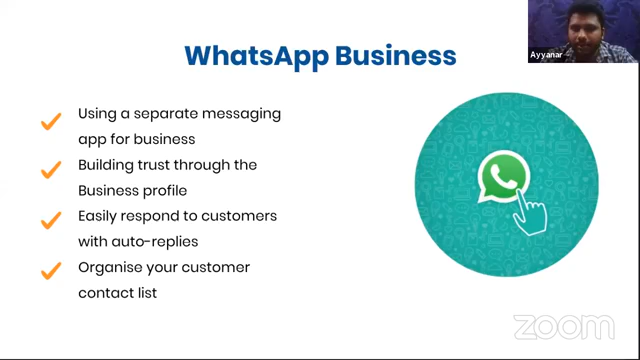 Ayyanar
WhatsApp Business
Using a separate messaging
app for business
Building trust through the
Business profile
Easily respond to customers
with auto-replies
Organise your customer
contact list
zoom